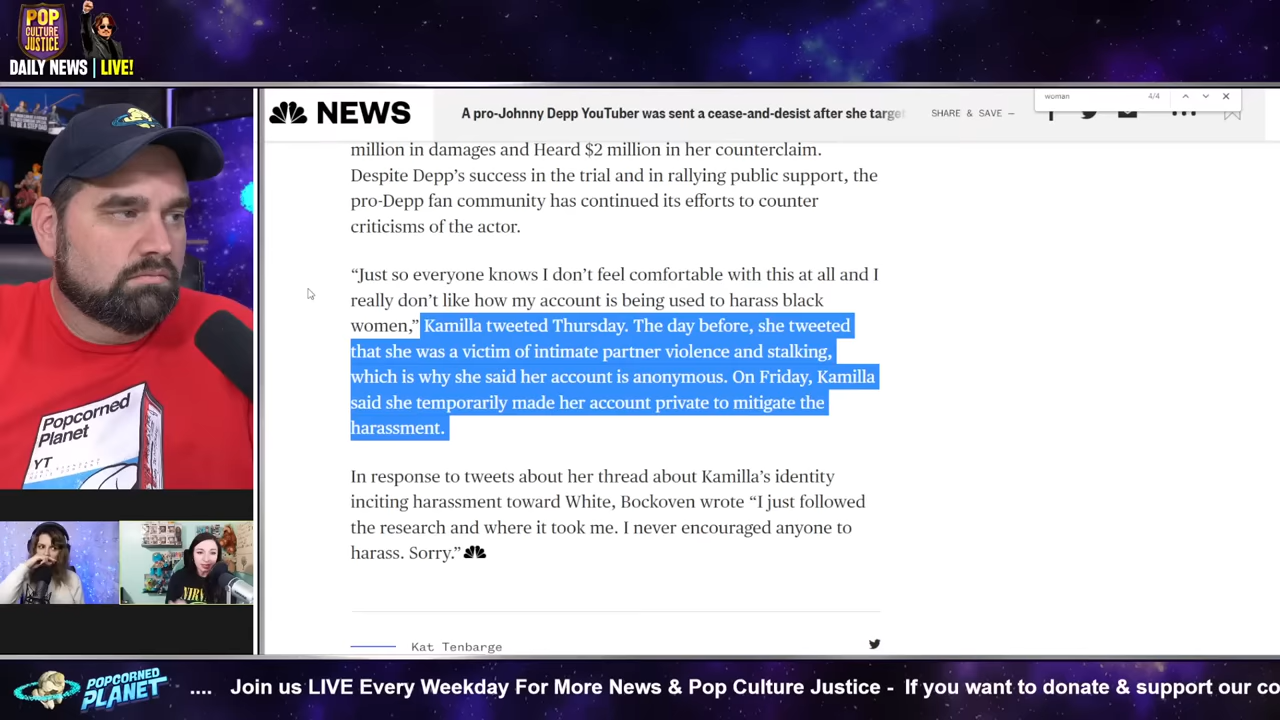 POP
CULTURE
JUSTICE
DAILY NEWS | LIVE!
NEWS
A pro-Johnny Depp YouTuber was sent a cease-and-desist after she targe
SHARE & SAVE —
woman
4/4
million in damages and Heard $2 million in her counterclaim.
Despite Depp’s success in the trial and in rallying public support, the
pro-Depp fan community has continued its efforts to counter
criticisms of the actor.
“Just so everyone knows I don’t feel comfortable with this at all and I
really don’t like how my account is being used to harass black
women,” Kamilla tweeted Thursday. The day before, she tweeted
that she was a victim of intimate partner violence and stalking,
which is why she said her account is anonymous. On Friday, Kamilla
said she temporarily made her account private to mitigate the
harassment.
In response to tweets about her thread about Kamilla’s identity
inciting harassment toward White, Bockoven wrote “I just followed
the research and where it took me. I never encouraged anyone to
harass. Sorry.”
Kat Tenbarge
Popcorned
Planet
YT
NIRV
POPCORNED
PLANET
.... Join us LIVE Every Weekday For More News & Pop Culture Justice - If you want to donate & support our co